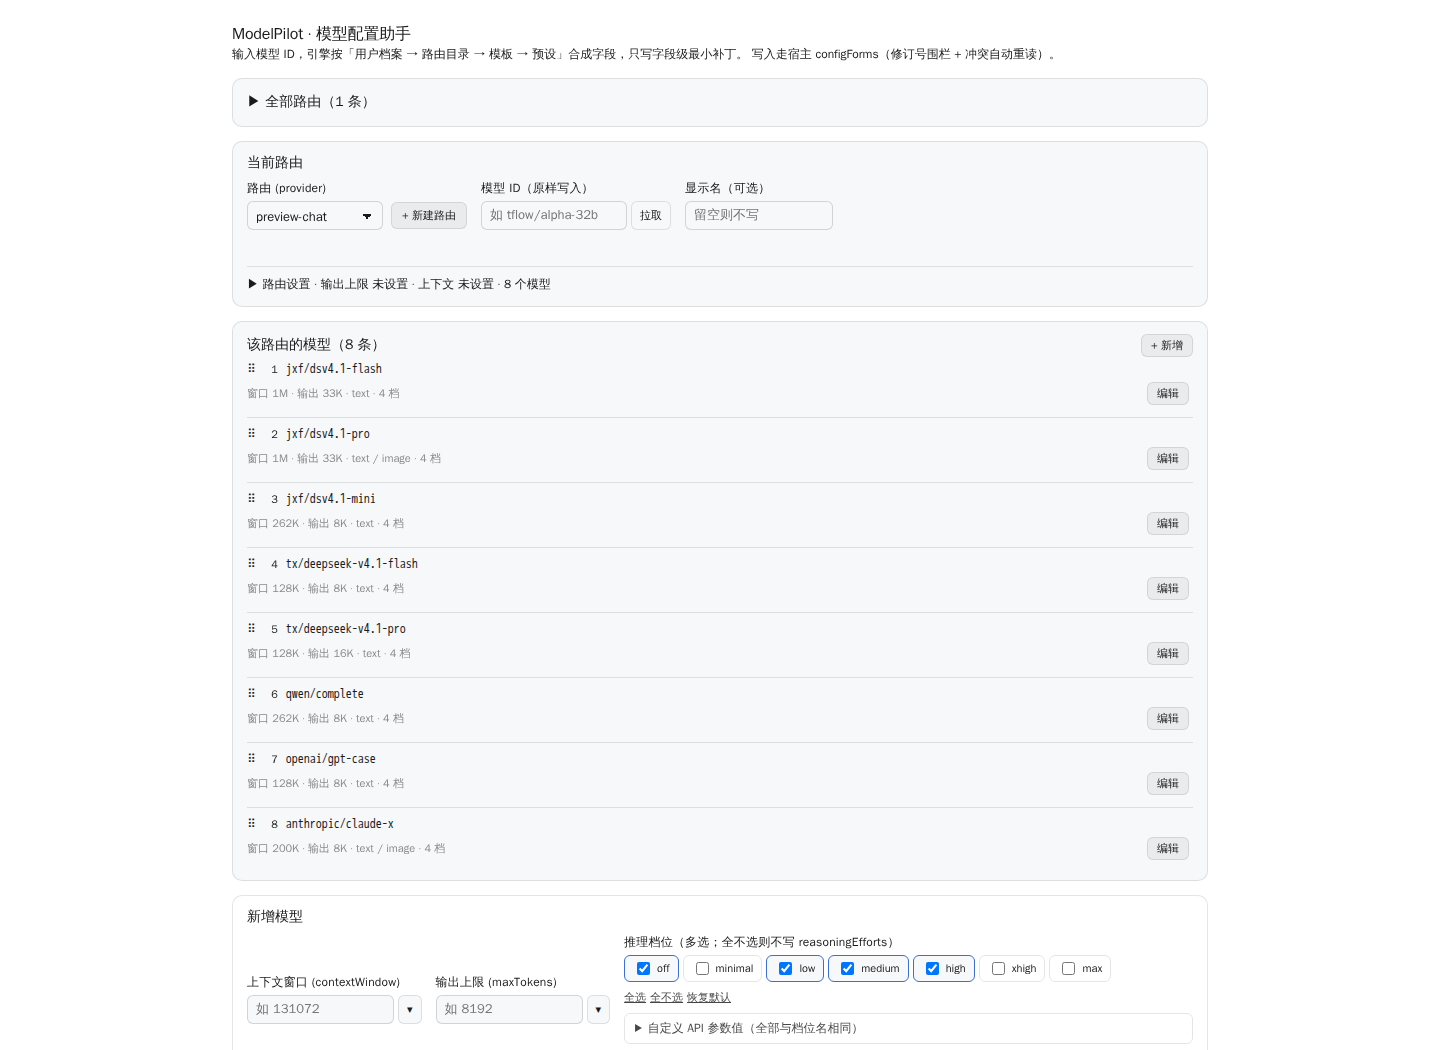 ModelPilot · 模型配置助手
输入模型 ID，引擎按「用户档案 → 路由目录 → 模板 → 预设」合成字段，只写字段级最小补丁。 写入走宿主 configForms（修订号围栏 + 冲突自动重读）。
▶ 全部路由（1 条）
当前路由
路由 (provider)
模型 ID（原样写入）
显示名（可选）
preview-chat
+ 新建路由
如 tflow/alpha-32b
拉取
留空则不写
▶ 路由设置 · 输出上限 未设置 · 上下文 未设置 · 8 个模型
该路由的模型（8 条）
+ 新增
⠿ 1 jxf/dsv4.1-flash
窗口 1M · 输出 33K · text · 4 档
编辑
⠿ 2 jxf/dsv4.1-pro
窗口 1M · 输出 33K · text / image · 4 档
编辑
⠿ 3 jxf/dsv4.1-mini
窗口 262K · 输出 8K · text · 4 档
编辑
⠿ 4 tx/deepseek-v4.1-flash
窗口 128K · 输出 8K · text · 4 档
编辑
⠿ 5 tx/deepseek-v4.1-pro
窗口 128K · 输出 16K · text · 4 档
编辑
⠿ 6 qwen/complete
窗口 262K · 输出 8K · text · 4 档
编辑
⠿ 7 openai/gpt-case
窗口 128K · 输出 8K · text · 4 档
编辑
⠿ 8 anthropic/claude-x
窗口 200K · 输出 8K · text / image · 4 档
编辑
新增模型
上下文窗口 (contextWindow)
如 131072
▾
输出上限 (maxTokens)
如 8192
▾
推理档位（多选；全不选则不写 reasoningEfforts）
off minimal low medium high xhigh max
全选 全不选 恢复默认
▶ 自定义 API 参数值（全部与档位名相同）